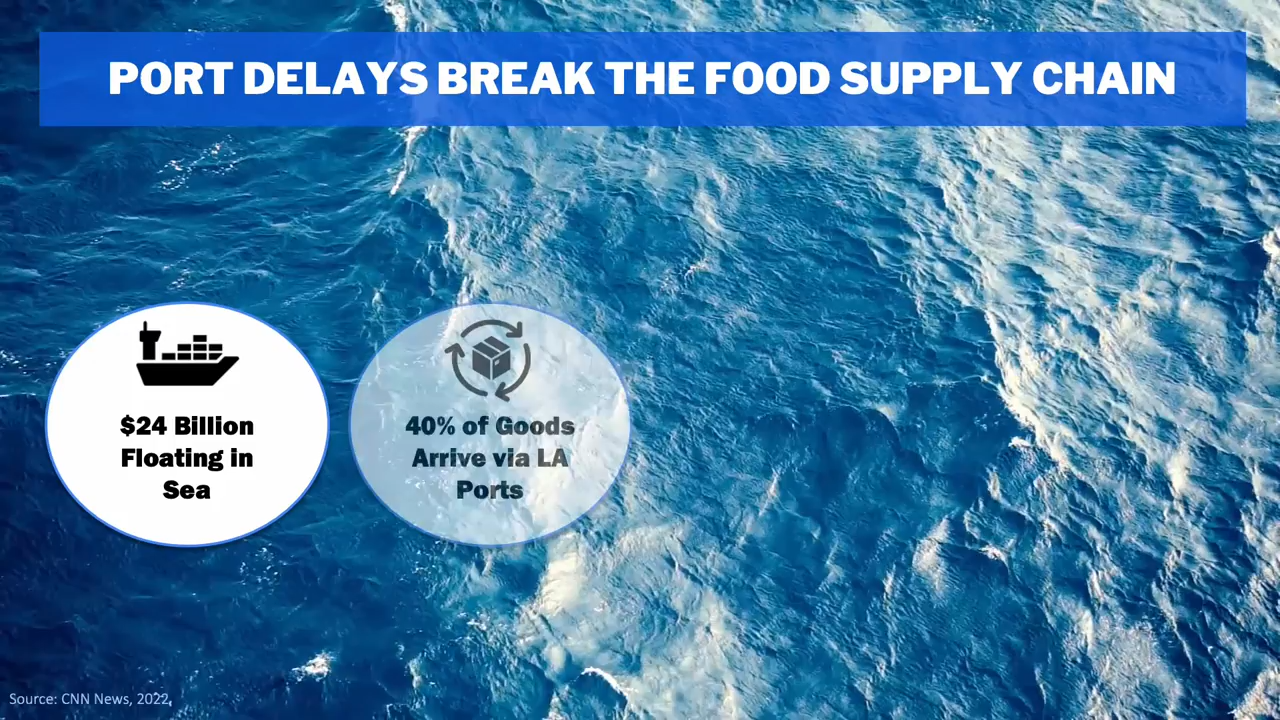 PORT DELAYS BREAK THE FOOD SUPPLY CHAIN
$24 Billion
Floating in
Sea
40% of Goods
Arrive via LA
Ports
Source: CNN News, 2022,